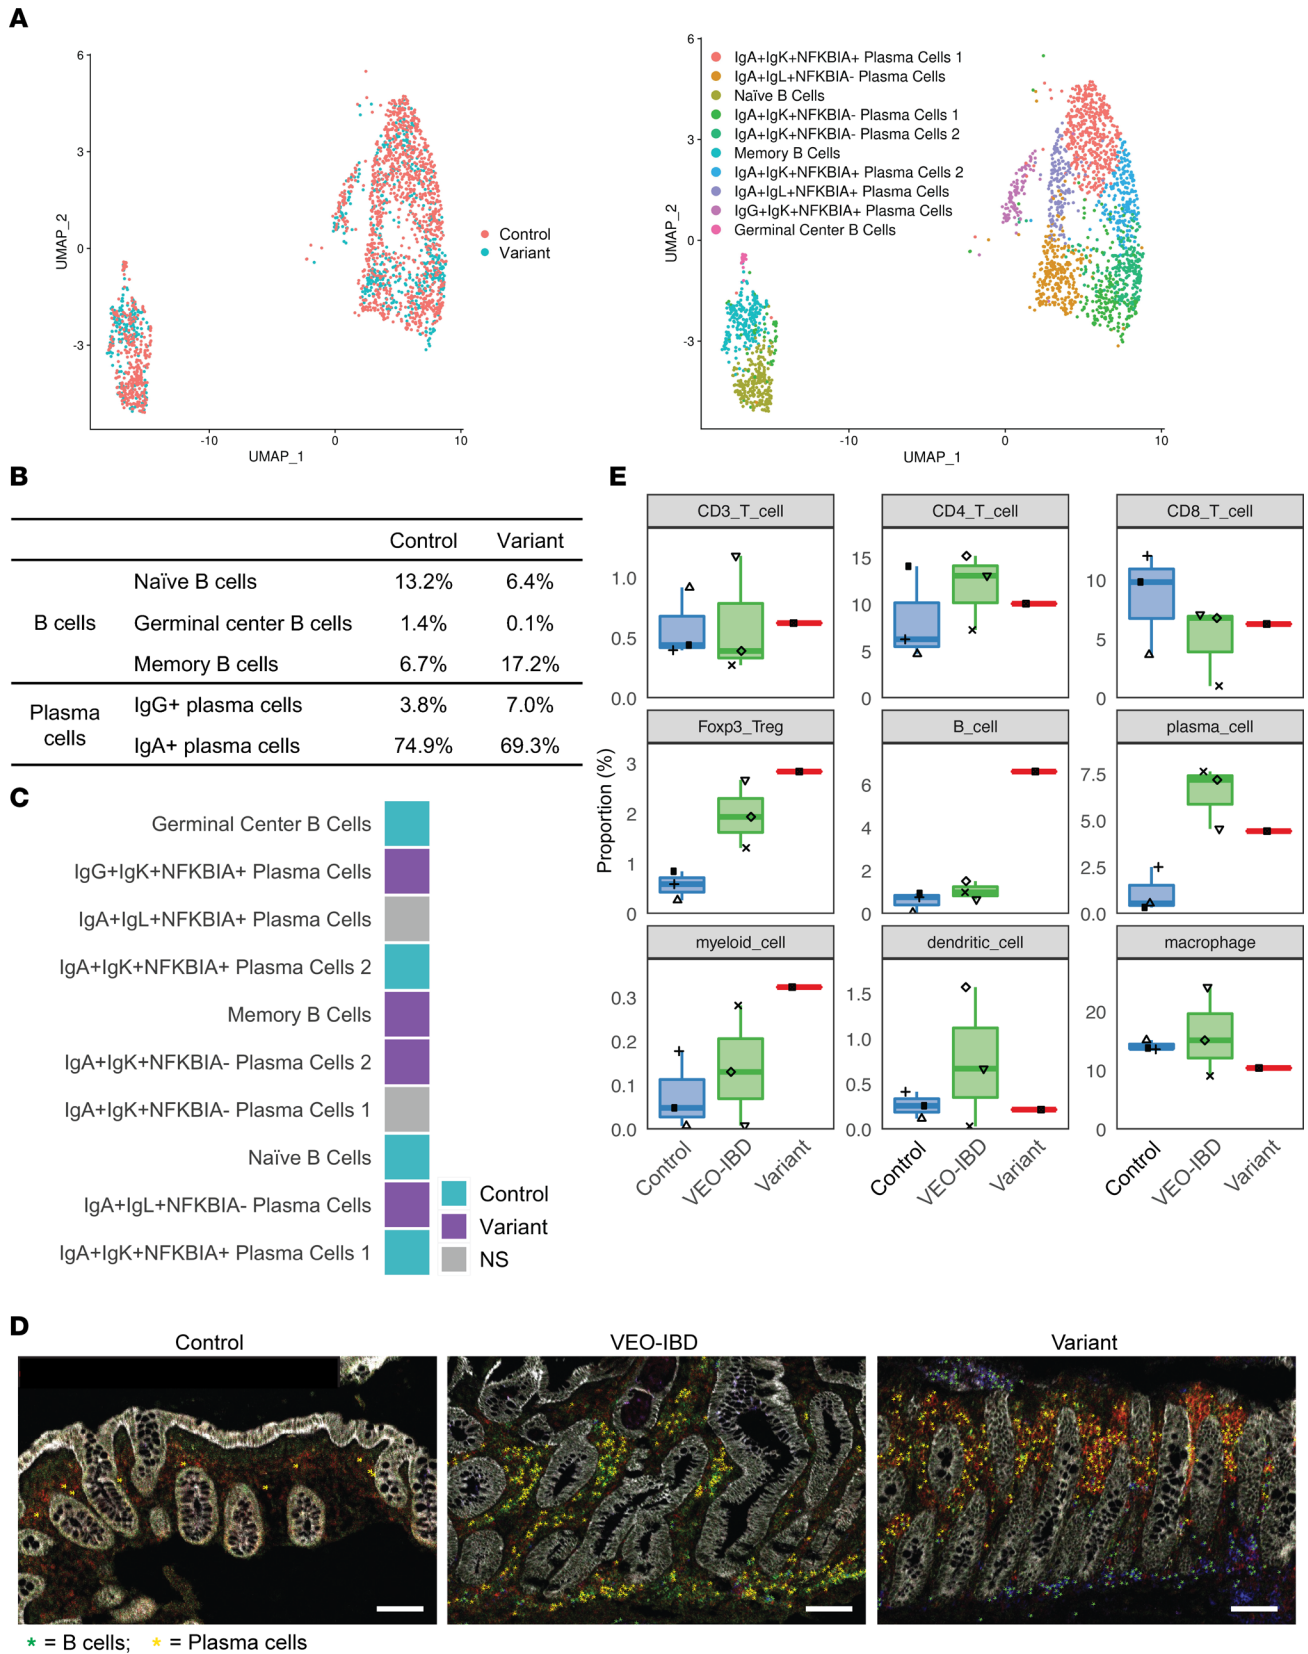 A
6
3
0
-3
UMAP_2
-10
0
10
UMAP_1
Control
Variant
6
3
0
-3
UMAP_2
-10
0
10
UMAP_1
IgA+IgK+NFKBIA+ Plasma Cells 1
IgA+IgL+NFKBIA- Plasma Cells
Naïve B Cells
IgA+IgK+NFKBIA- Plasma Cells 1
IgA+IgK+NFKBIA- Plasma Cells 2
Memory B Cells
IgA+IgK+NFKBIA+ Plasma Cells 2
IgA+IgL+NFKBIA+ Plasma Cells
IgG+IgK+NFKBIA+ Plasma Cells
Germinal Center B Cells
B
Control Variant
B cells
Naïve B cells 13.2% 6.4%
Germinal center B cells 1.4% 0.1%
Memory B cells 6.7% 17.2%
Plasma
cells
IgG+ plasma cells 3.8% 7.0%
IgA+ plasma cells 74.9% 69.3%
C
Germinal Center B Cells
IgG+IgK+NFKBIA+ Plasma Cells
IgA+IgL+NFKBIA+ Plasma Cells
IgA+IgK+NFKBIA+ Plasma Cells 2
Memory B Cells
IgA+IgK+NFKBIA- Plasma Cells 2
IgA+IgK+NFKBIA- Plasma Cells 1
Naïve B Cells
IgA+IgL+NFKBIA- Plasma Cells
IgA+IgK+NFKBIA+ Plasma Cells 1
Control
Variant
NS
E
Proportion (%)
CD3_T_cell
1.0
0.5
0.0
CD4_T_cell
15
10
5
0
CD8_T_cell
10
5
0
Foxp3_Treg
3
2
1
0
B_cell
6
4
2
0
plasma_cell
7.5
5.0
2.5
0.0
myeloid_cell
0.3
0.2
0.1
0.0
dendritic_cell
1.5
1.0
0.5
0.0
macrophage
20
10
0
Control VEO-IBD Variant
Control VEO-IBD Variant
Control VEO-IBD Variant
D
Control
VEO-IBD
Variant
* = B cells; * = Plasma cells